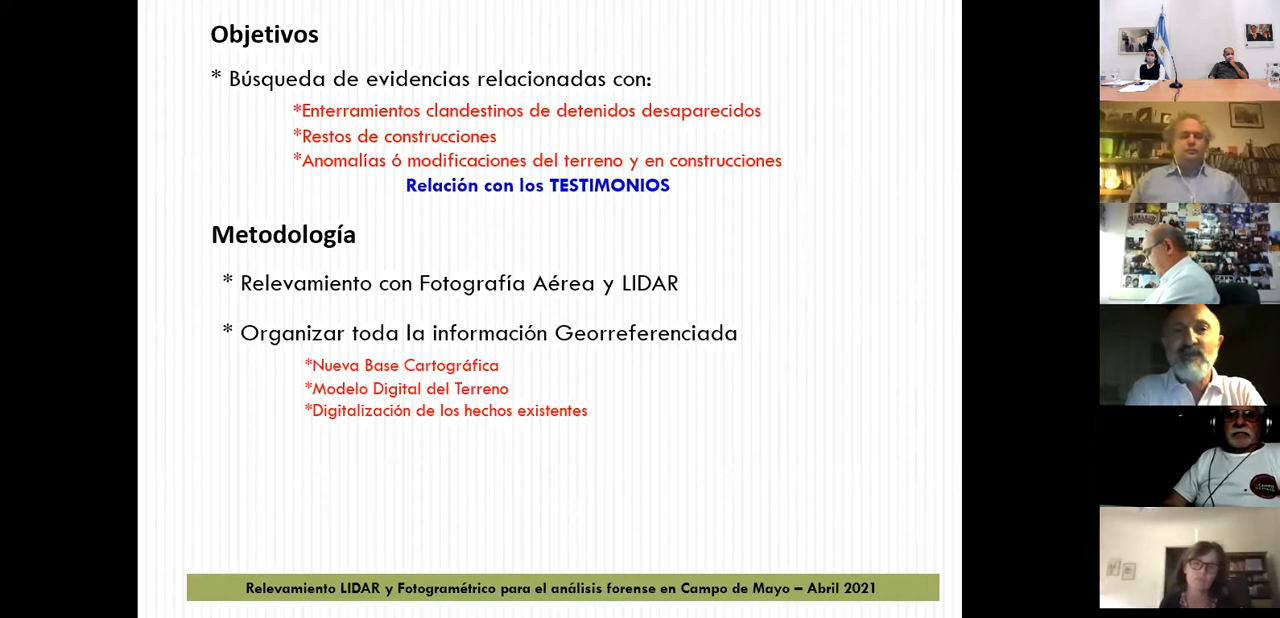 Objetivos
* Búsqueda de evidencias relacionadas con:
*Enterramientos clandestinos de detenidos desaparecidos
*Restos de construcciones
*Anomalías ó modificaciones del terreno y en construcciones
Relación con los TESTIMONIOS
Metodología
* Relevamiento con Fotografía Aérea y LIDAR
* Organizar toda la información Georreferenciada
*Nueva Base Cartográfica
*Modelo Digital del Terreno
*Digitalización de los hechos existentes
Relevamiento LIDAR y Fotogramétrico para el análisis forense en Campo de Mayo – Abril 2021